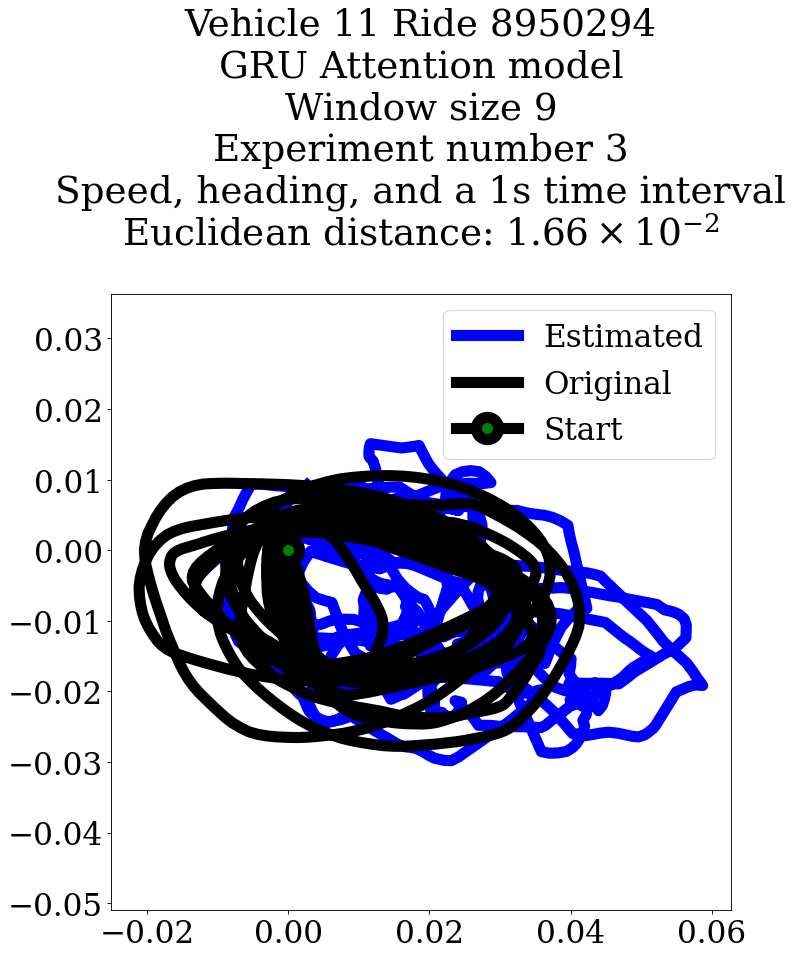 Vehicle 11 Ride 8950294
GRU Attention model
Window size 9
Experiment number 3
Speed, heading, and a 1s time interval
Euclidean distance: 1.66 × 10⁻²
Estimated
Original
Start
0.03
0.02
0.01
0.00
−0.01
−0.02
−0.03
−0.04
−0.05
−0.02 0.00 0.02 0.04 0.06